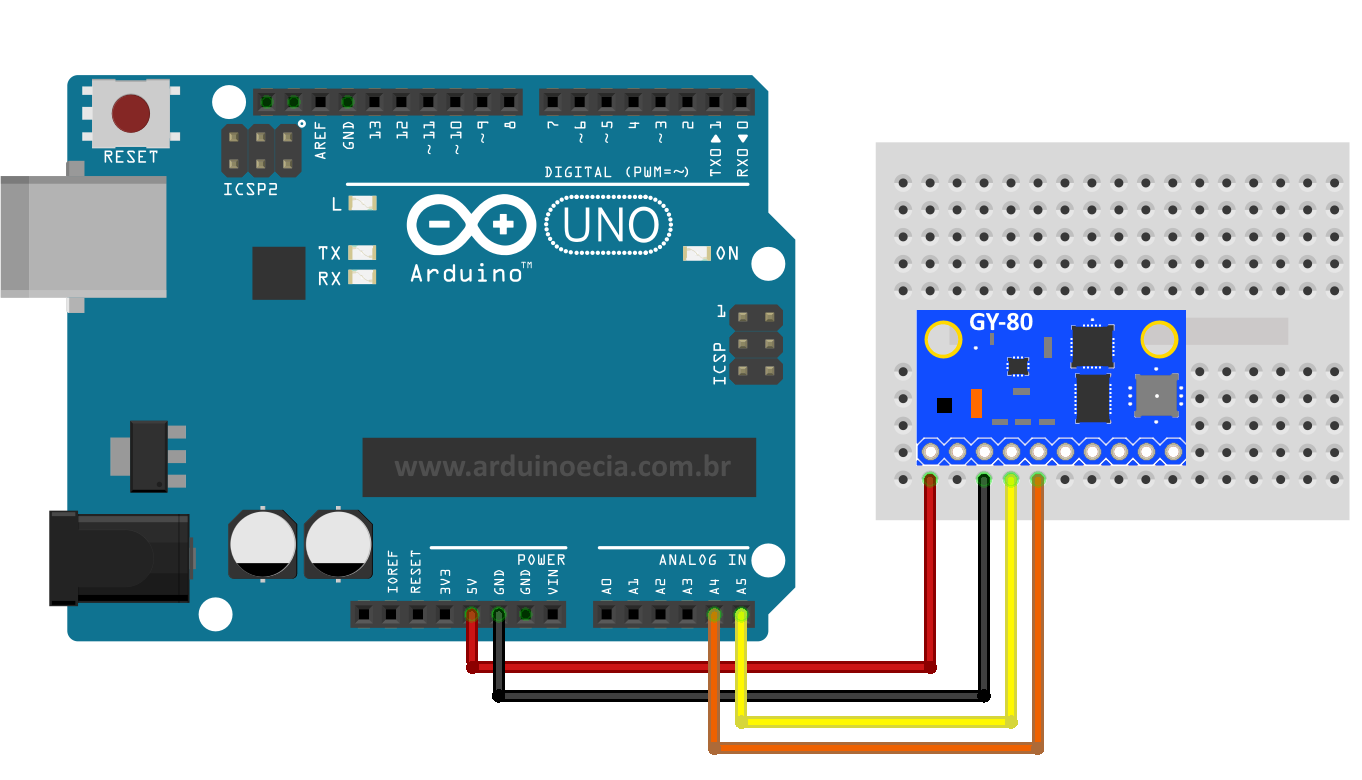 RESET
ICSP2
AREF
GND
13
12
~11
~10
~9
8
7
~6
~5
4
~3
2
TX0▶1
RX0◀0
DIGITAL (PWM=~)
L
TX
RX
UNO
Arduino™
ON
1
ICSP
GY-80
www.arduinoecia.com.br
POWER
ANALOG IN
IOREF
RESET
3V3
5V
GND
GND
VIN
A0
A1
A2
A3
A4
A5